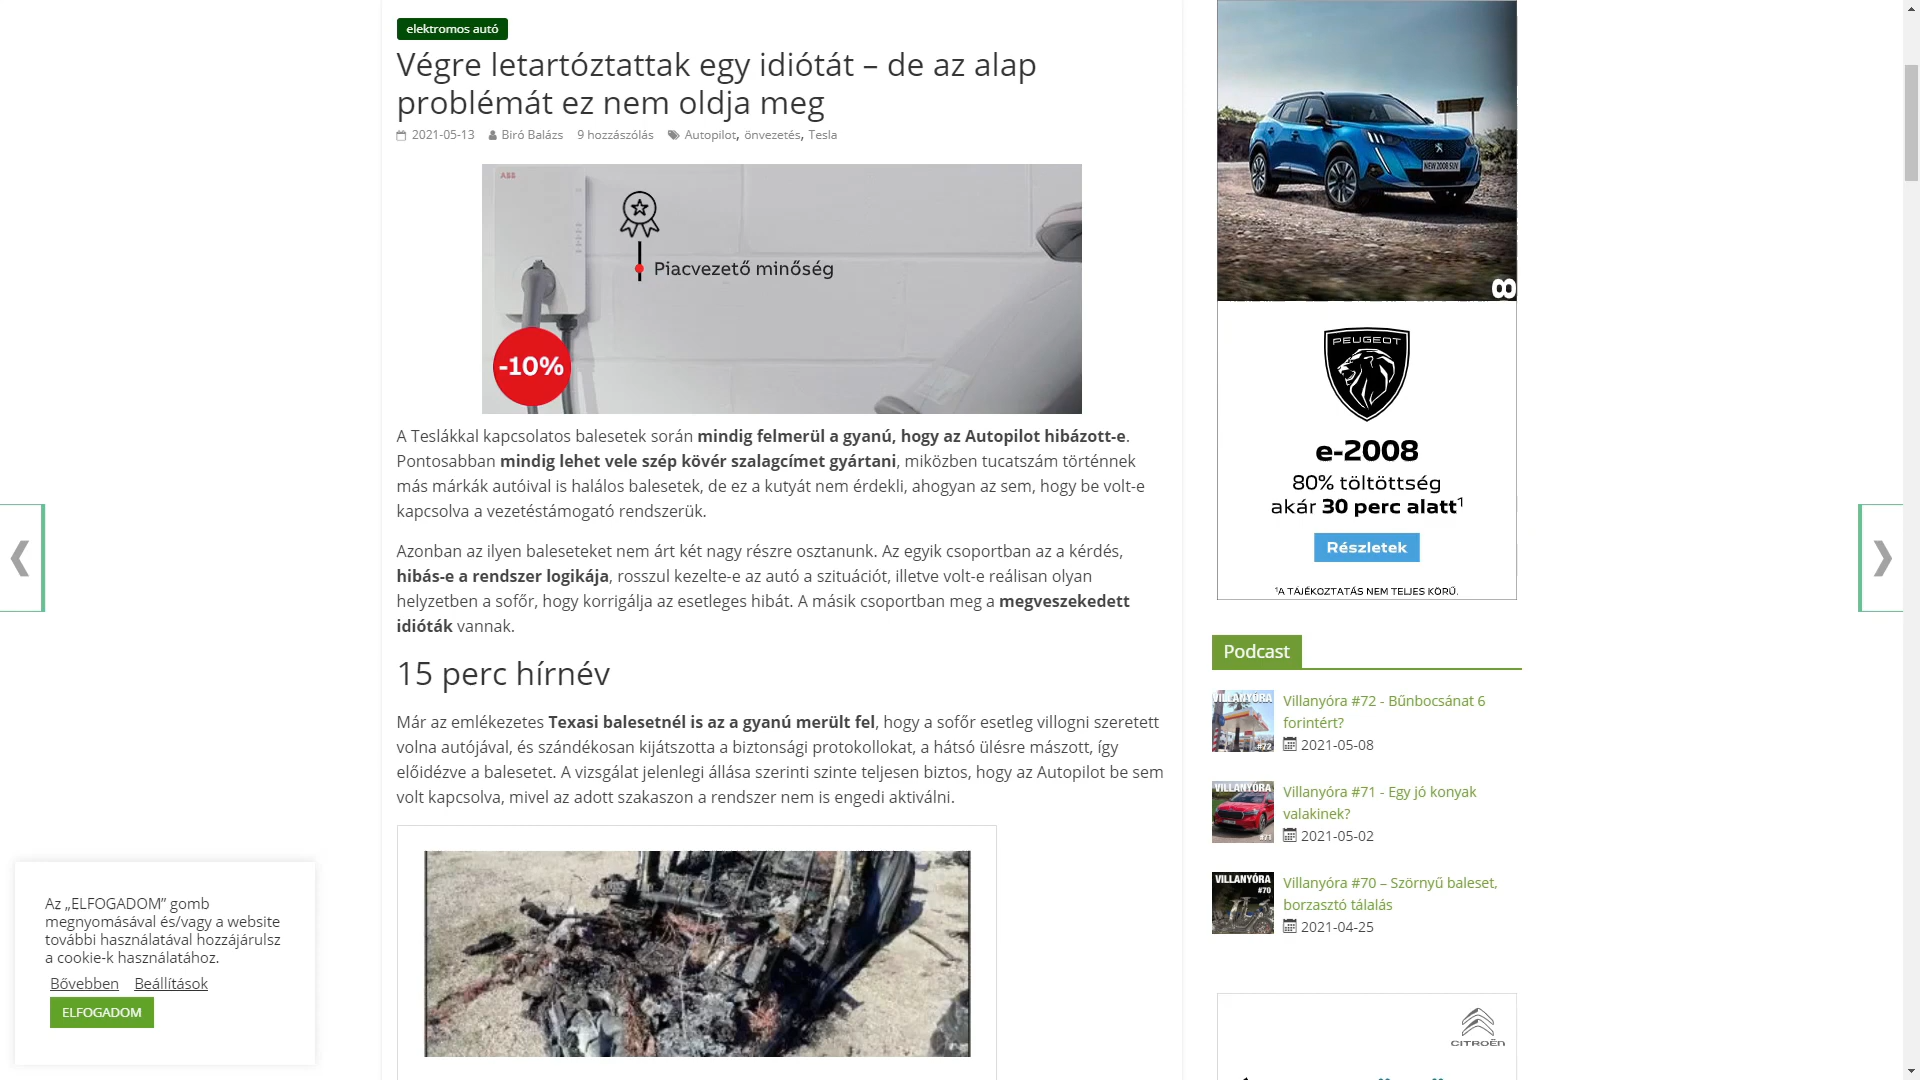 elektromos autó
Végre letartóztattak egy idiótát – de az alap
problémát ez nem oldja meg
2021-05-13 Biró Balázs 9 hozzászólás Autopilot, önvezetés, Tesla
ABB
Piacvezető minőség
-10%
A Teslákkal kapcsolatos balesetek során mindig felmerül a gyanú, hogy az Autopilot hibázott-e.
Pontosabban mindig lehet vele szép kövér szalagcímet gyártani, miközben tucatszám történnek
más márkák autóival is halálos balesetek, de ez a kutyát nem érdekli, ahogyan az sem, hogy be volt-e
kapcsolva a vezetéstámogató rendszerük.
Azonban az ilyen baleseteket nem árt két nagy részre osztanunk. Az egyik csoportban az a kérdés,
hibás-e a rendszer logikája, rosszul kezelte-e az autó a szituációt, illetve volt-e reálisan olyan
helyzetben a sofőr, hogy korrigálja az esetleges hibát. A másik csoportban meg a megveszekedett
idióták vannak.
15 perc hírnév
Már az emlékezetes Texasi balesetnél is az a gyanú merült fel, hogy a sofőr esetleg villogni szeretett
volna autójával, és szándékosan kijátszotta a biztonsági protokollokat, a hátsó ülésre mászott, így
előidézve a balesetet. A vizsgálat jelenlegi állása szerinti szinte teljesen biztos, hogy az Autopilot be sem
volt kapcsolva, mivel az adott szakaszon a rendszer nem is engedi aktiválni.
NEW 2008 SUV
PEUGEOT
e-2008
80% töltöttség
akár 30 perc alatt¹
Részletek
¹A TÁJÉKOZTATÁS NEM TELJES KÖRŰ.
Podcast
VILLANYÓRA
#72
Villanyóra #72 - Bűnbocsánat 6
forintért?
2021-05-08
VILLANYÓRA
#71
Villanyóra #71 - Egy jó konyak
valakinek?
2021-05-02
VILLANYÓRA
#70
Villanyóra #70 – Szörnyű baleset,
borzasztó tálalás
2021-04-25
CITROËN
Az „ELFOGADOM” gomb
megnyomásával és/vagy a website
további használatával hozzájárulsz
a cookie-k használatához.
Bővebben Beállítások
ELFOGADOM